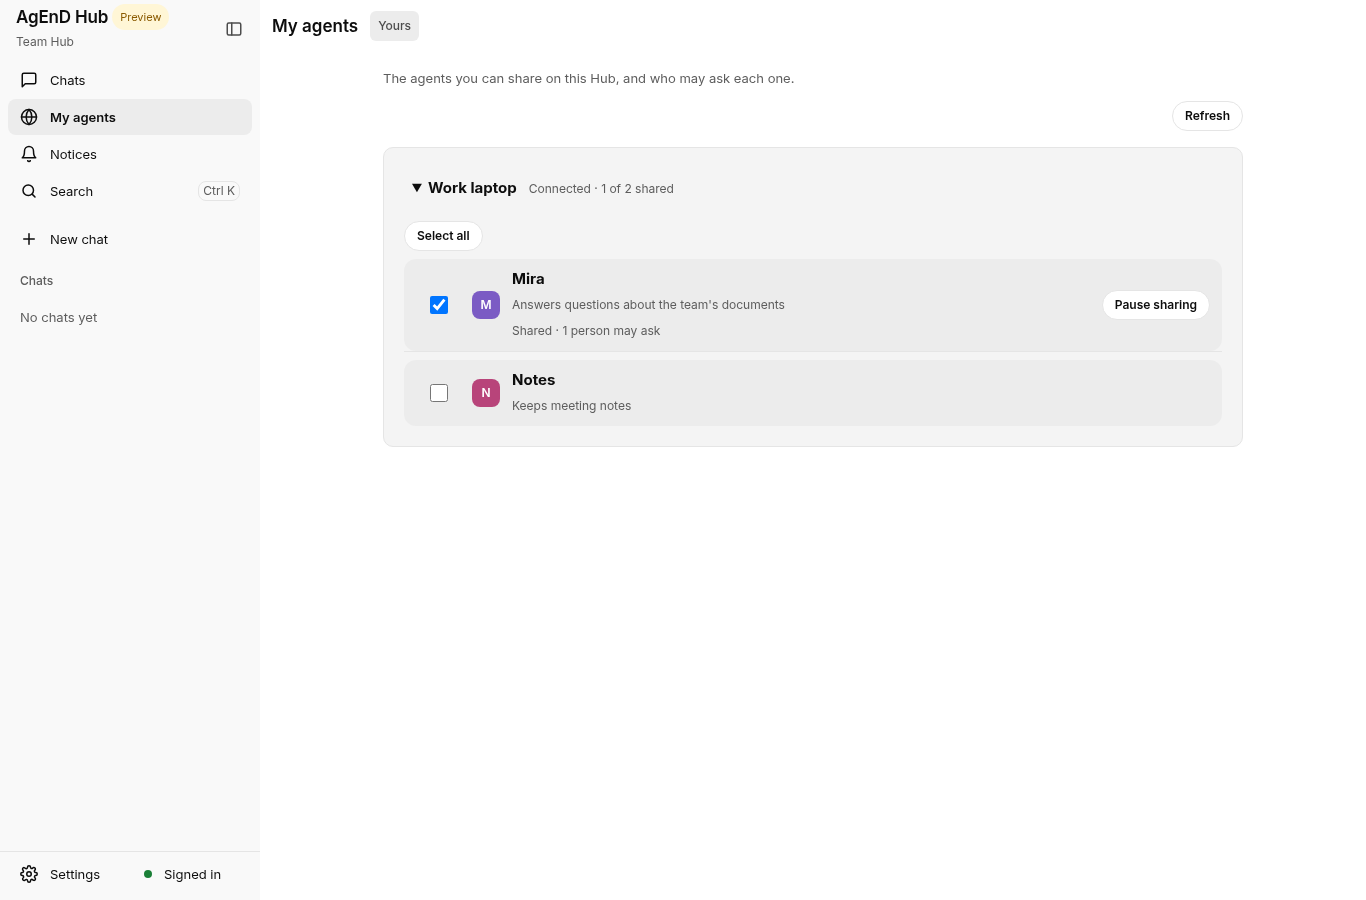 AgEnD Hub Preview
Team Hub
Chats
My agents
Notices
Search Ctrl K
New chat
Chats
No chats yet
Settings
Signed in
My agents Yours
The agents you can share on this Hub, and who may ask each one.
Refresh
Work laptop Connected · 1 of 2 shared
Select all
Mira
M
Answers questions about the team's documents
Shared · 1 person may ask
Pause sharing
Notes
N
Keeps meeting notes